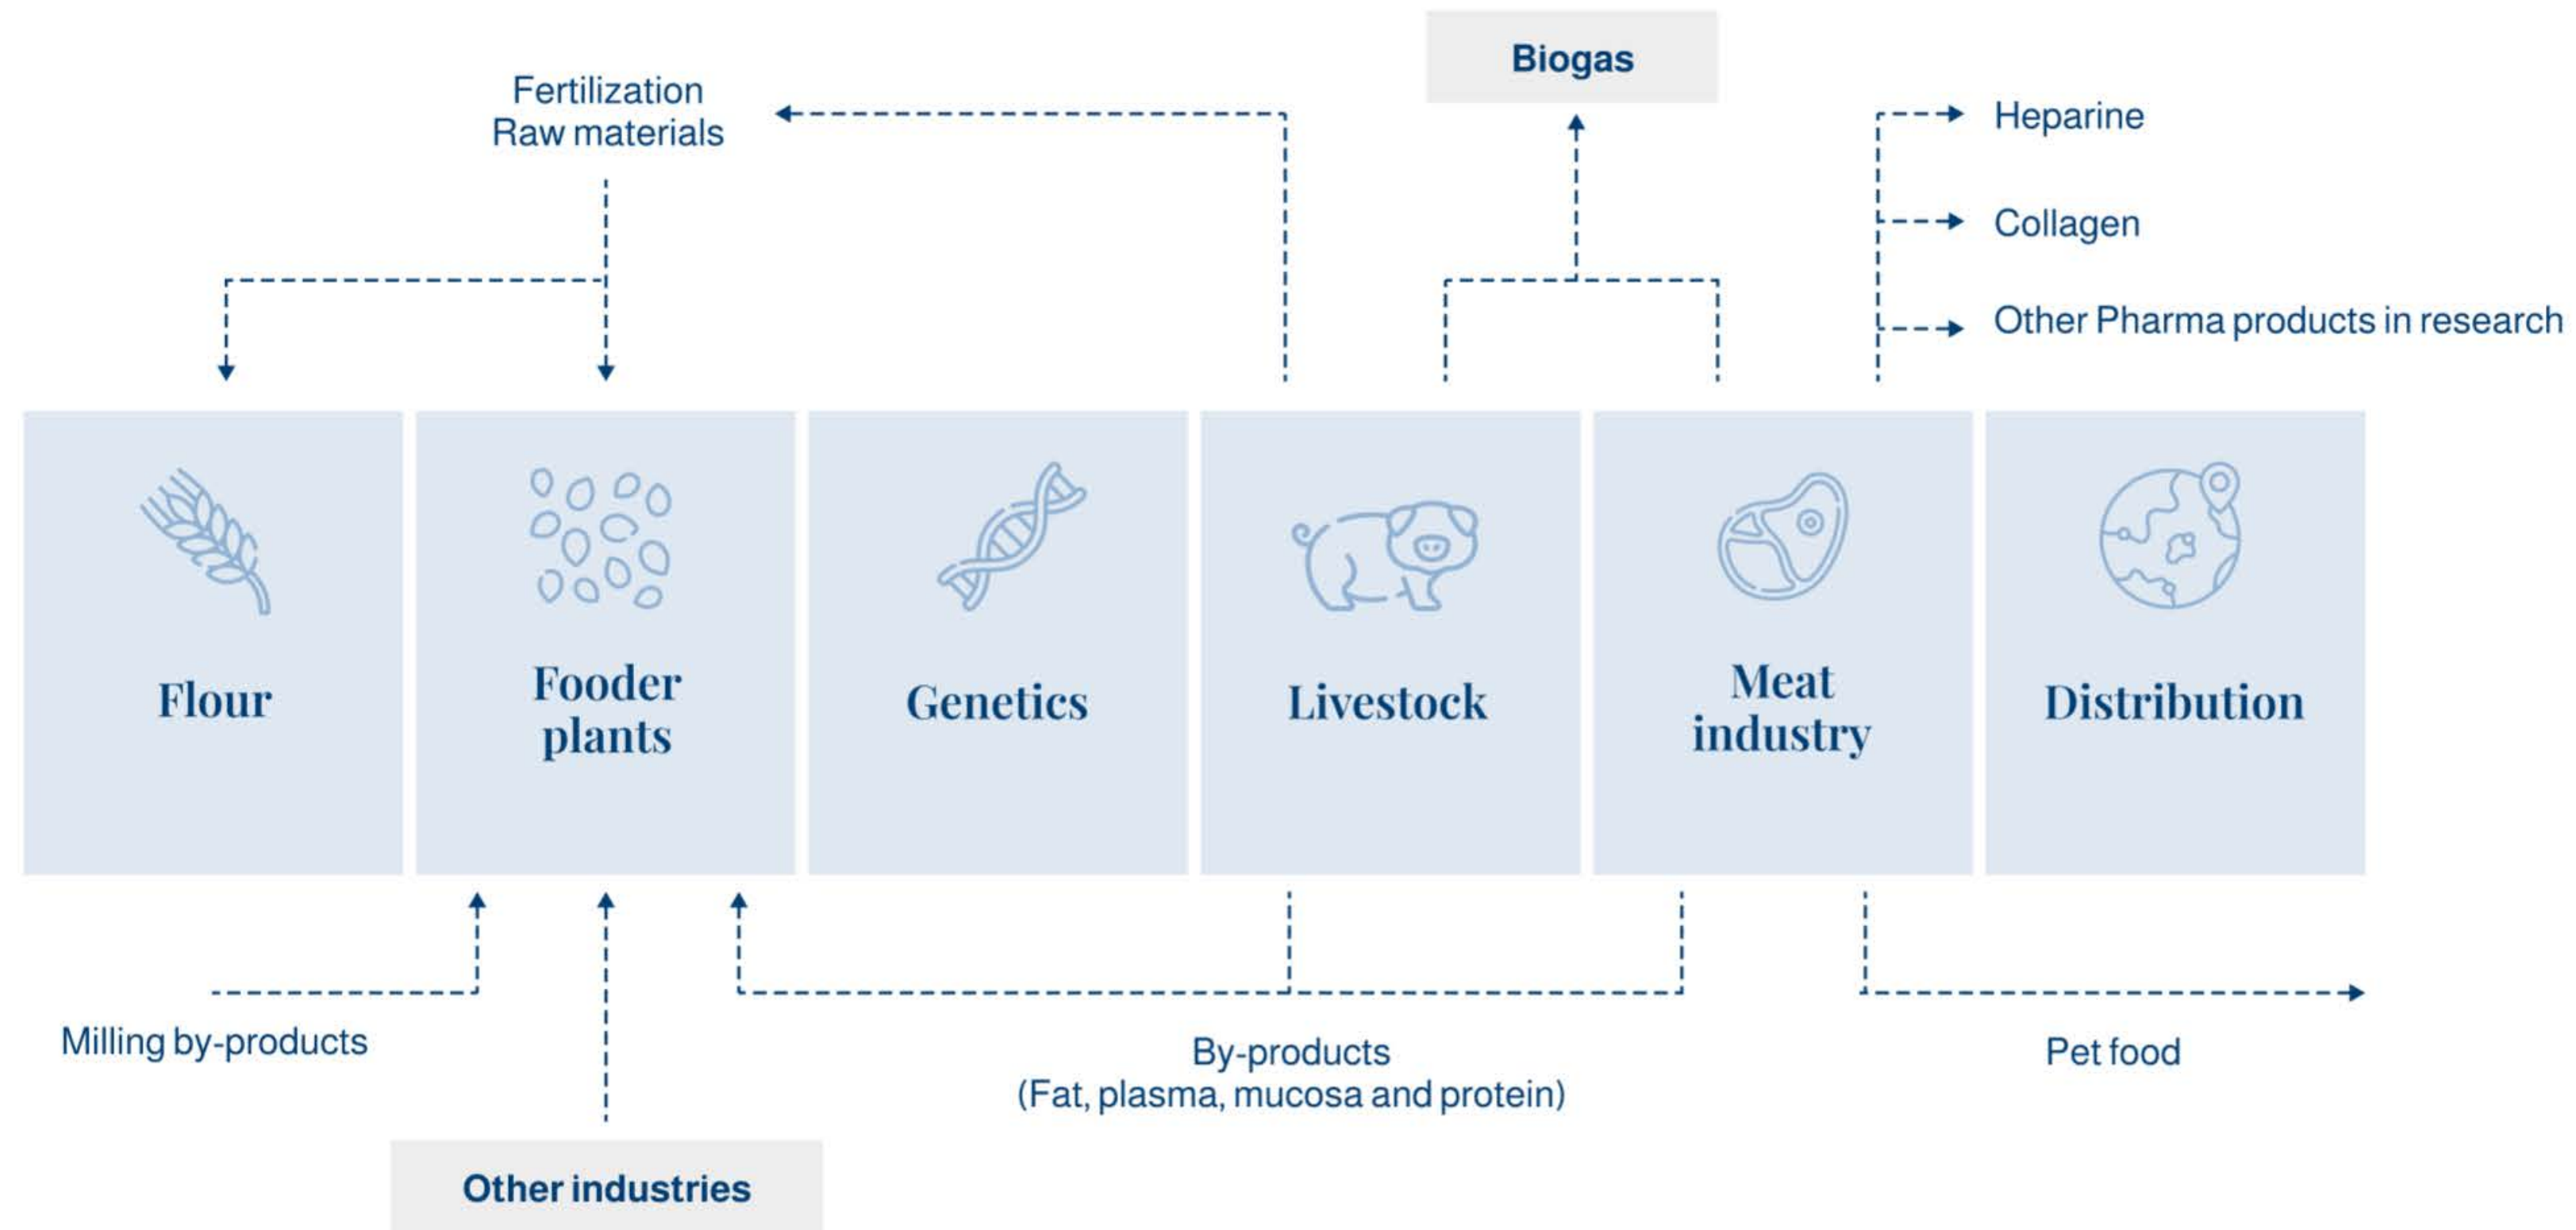 Biogas
Fertilization
Raw materials
Heparine
Collagen
Other Pharma products in research
Flour
Fooder
plants
Genetics
Livestock
Meat
industry
Distribution
Milling by-products
By-products
(Fat, plasma, mucosa and protein)
Pet food
Other industries